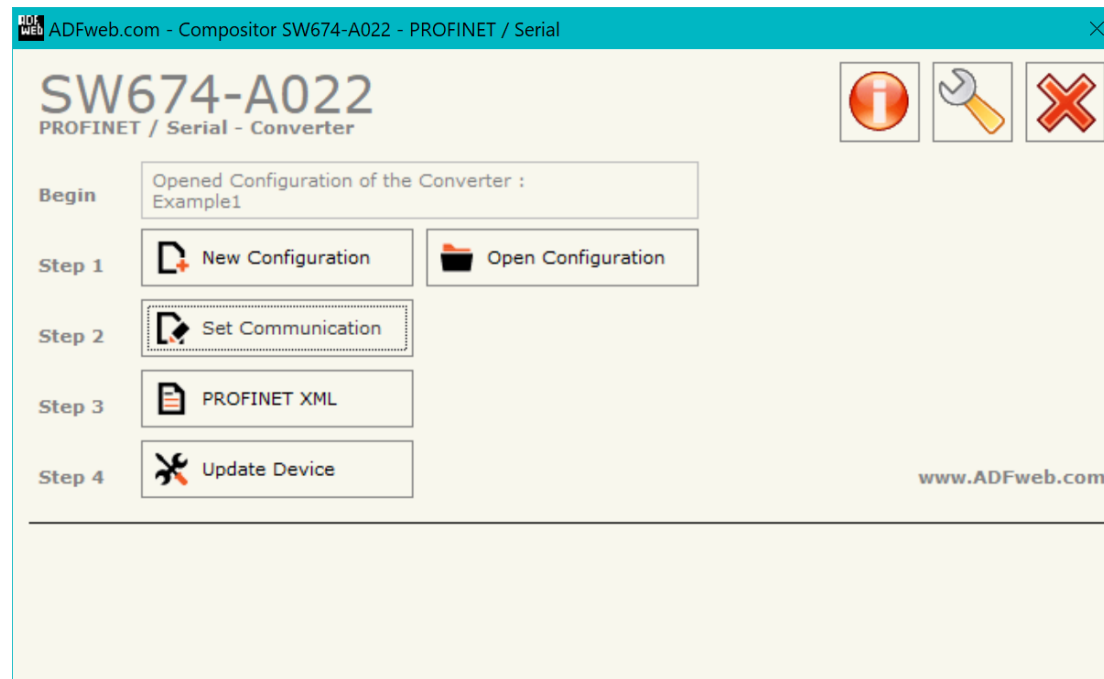 ADF
WEB
ADFweb.com - Compositor SW674-A022 - PROFINET / Serial
SW674-A022
PROFINET / Serial - Converter
Begin
Opened Configuration of the Converter :
Example1
Step 1
New Configuration
Open Configuration
Step 2
Set Communication
Step 3
PROFINET XML
Step 4
Update Device
www.ADFweb.com